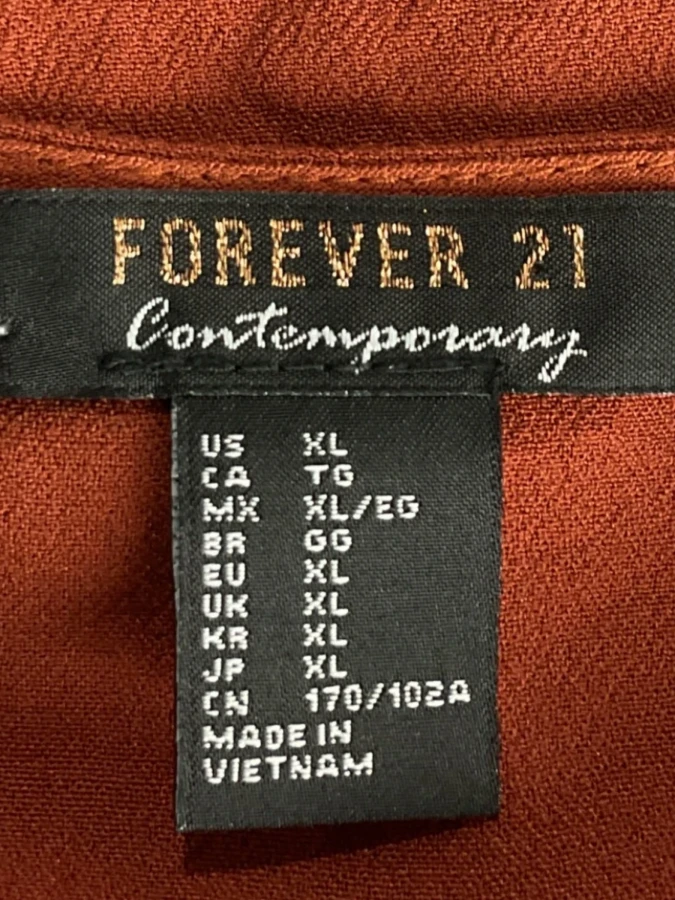 FOREVER 21
Contemporary
US XL
CA TG
MX XL/EG
BR GG
EU XL
UK XL
KR XL
JP XL
CN 170/102A
MADE IN
VIETNAM